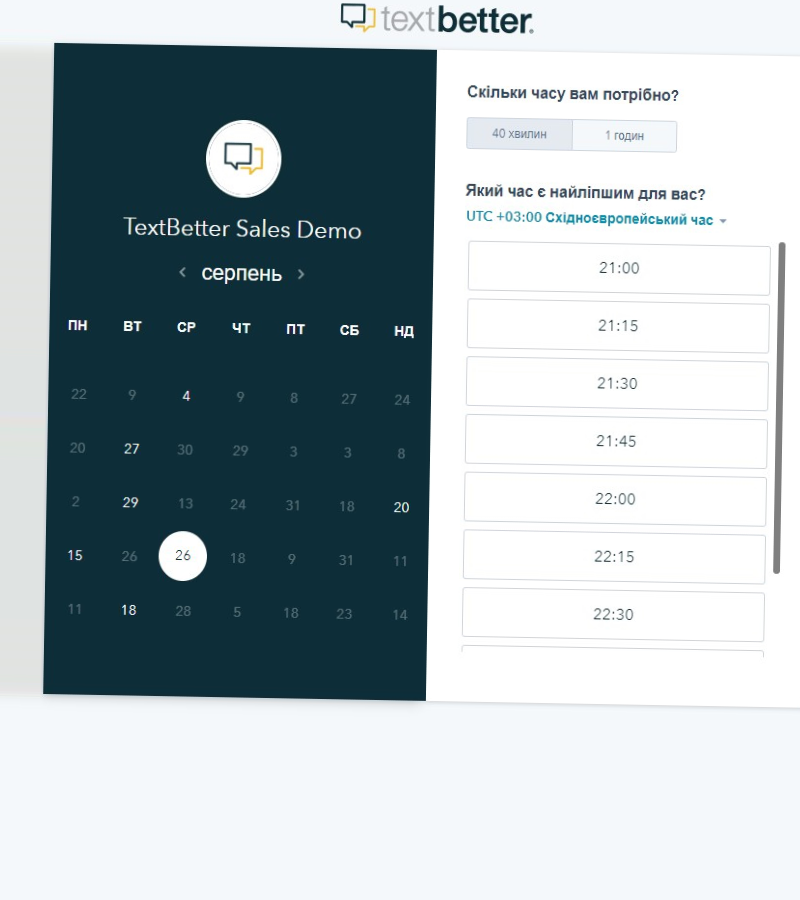 textbetter.
TextBetter Sales Demo
серпень
ПН ВТ СР ЧТ ПТ СБ НД
22 9 4 9 8 27 24
20 27 30 29 3 3 8
2 29 13 24 31 18 20
15 26 26 18 9 31 11
11 18 28 5 18 23 14
Скільки часу вам потрібно?
40 хвилин 1 годин
Який час є найліпшим для вас?
UTC +03:00 Східноєвропейський час
21:00
21:15
21:30
21:45
22:00
22:15
22:30